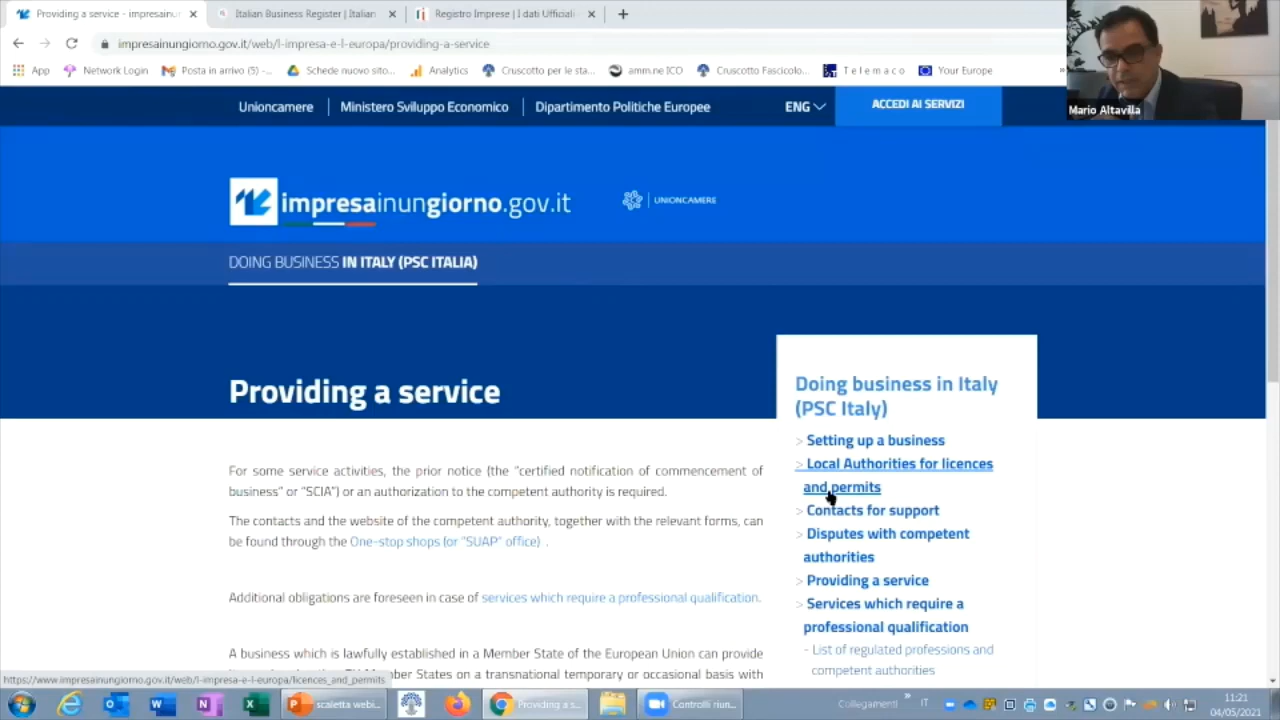 Providing a service - impresainun
Italian Business Register | Italian
Registro Imprese | I dati Ufficiali
impresainungiorno.gov.it/web/l-impresa-e-l-europa/providing-a-service
App
Network Login
Posta in arrivo (5) -...
Schede nuovo sito...
Analytics
Cruscotto per le sta...
amm.ne ICO
Cruscotto Fascicolo...
Telemaco
Your Europe
Mario Altavilla
Unioncamere
Ministero Sviluppo Economico
Dipartimento Politiche Europee
ENG
ACCEDI AI SERVIZI
impresainungiorno.gov.it
UNIONCAMERE
DOING BUSINESS IN ITALY (PSC ITALIA)
Providing a service
For some service activities, the prior notice (the "certified notification of commencement of
business" or "SCIA") or an authorization to the competent authority is required.
The contacts and the website of the competent authority, together with the relevant forms, can
be found through the One-stop shops (or "SUAP" office) .
Additional obligations are foreseen in case of services which require a professional qualification.
A business which is lawfully established in a Member State of the European Union can provide
ber States on a transnational temporary or occasional basis with
Doing business in Italy
(PSC Italy)
> Setting up a business
> Local Authorities for licences
and permits
> Contacts for support
> Disputes with competent
authorities
> Providing a service
> Services which require a
professional qualification
- List of regulated professions and
competent authorities
https://www.impresainungiorno.gov.it/web/l-impresa-e-l-europa/licences_and_permits
scaletta webi...
Providing a s...
Controlli riun...
Collegamenti
IT
11:21
04/05/2021